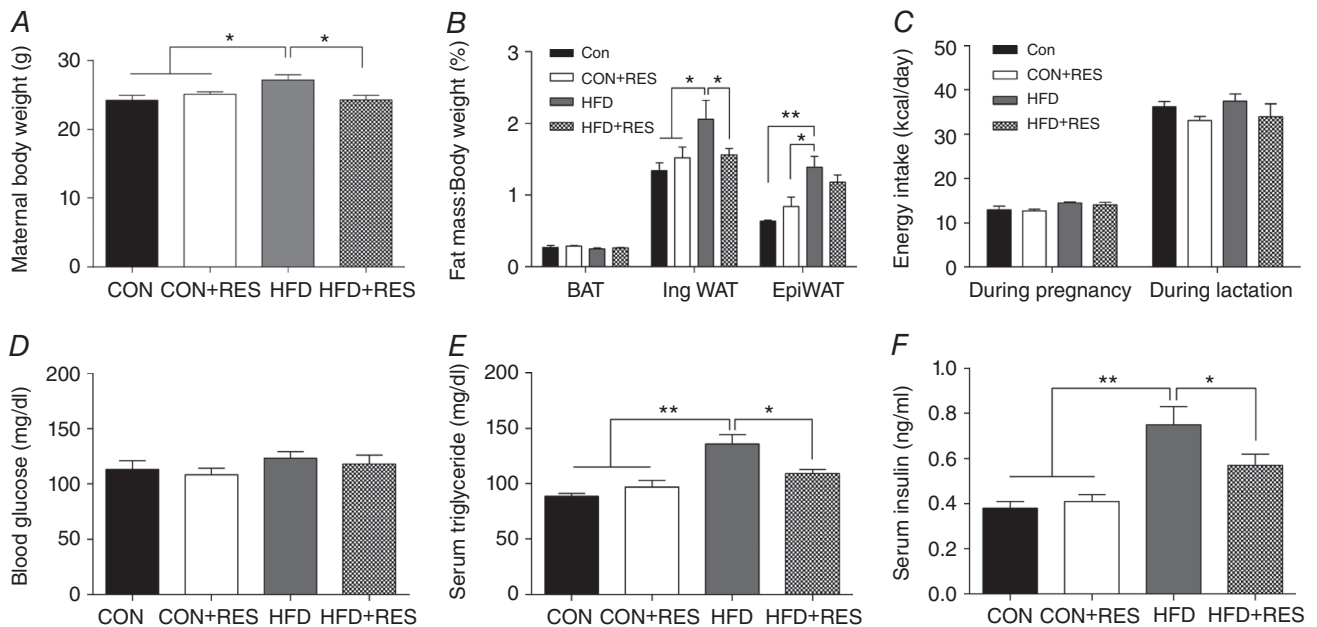 A
Maternal body weight (g)
30
20
10
0
*
*
CON CON+RES HFD HFD+RES
B
Fat mass:Body weight (%)
3
2
1
0
Con
CON+RES
HFD
HFD+RES
* *
**
*
BAT Ing WAT EpiWAT
C
Energy intake (kcal/day)
50
40
30
20
10
0
Con
CON+RES
HFD
HFD+RES
During pregnancy During lactation
D
Blood glucose (mg/dl)
200
150
100
50
0
CON CON+RES HFD HFD+RES
E
Serum triglyceride (mg/dl)
200
150
100
50
0
** *
CON CON+RES HFD HFD+RES
F
Serum insulin (ng/ml)
1.0
0.8
0.6
0.4
0.2
0.0
** *
CON CON+RES HFD HFD+RES